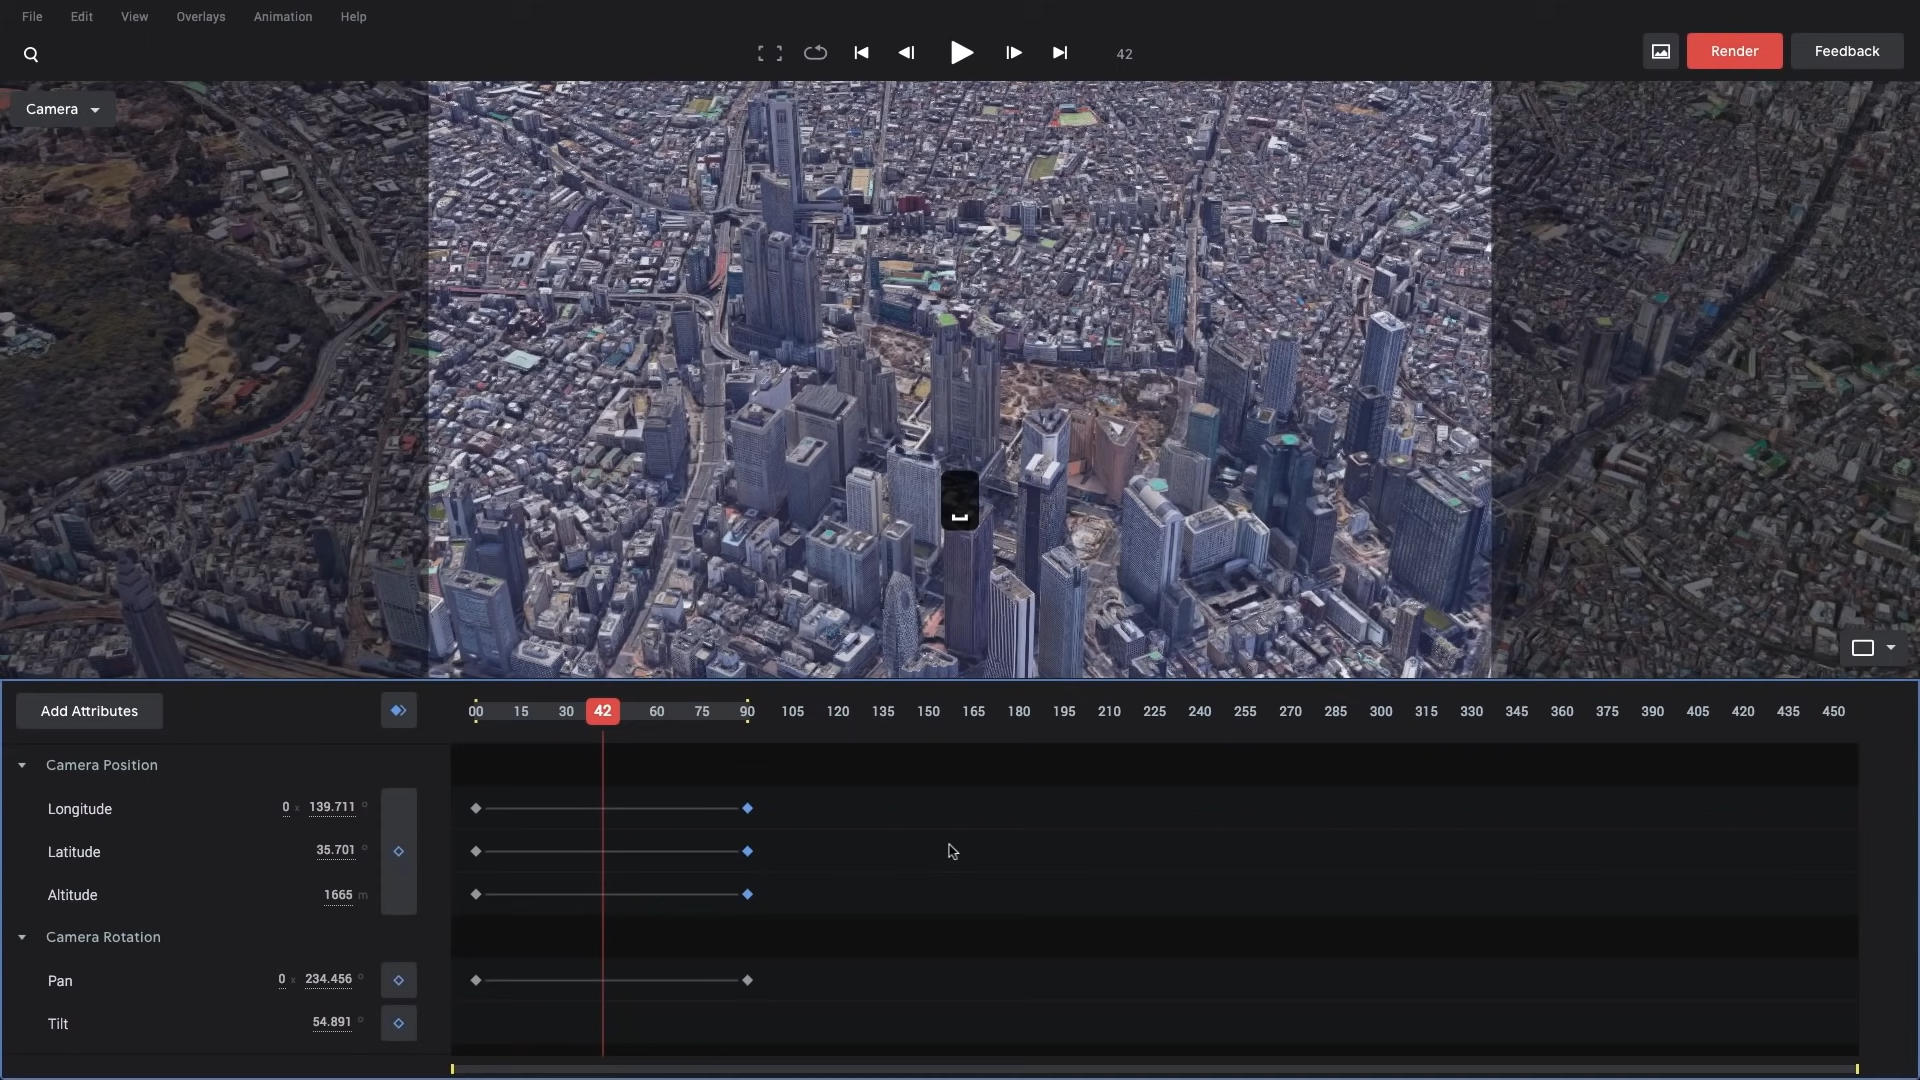 File Edit View Overlays Animation Help
42
Render Feedback
Camera
Add Attributes
00 15 30 42 60 75 90 105 120 135 150 165 180 195 210 225 240 255 270 285 300 315 330 345 360 375 390 405 420 435 450
Camera Position
Longitude 0 x 139.711 °
Latitude 35.701 °
Altitude 1665 m
Camera Rotation
Pan 0 x 234.456 °
Tilt 54.891 °